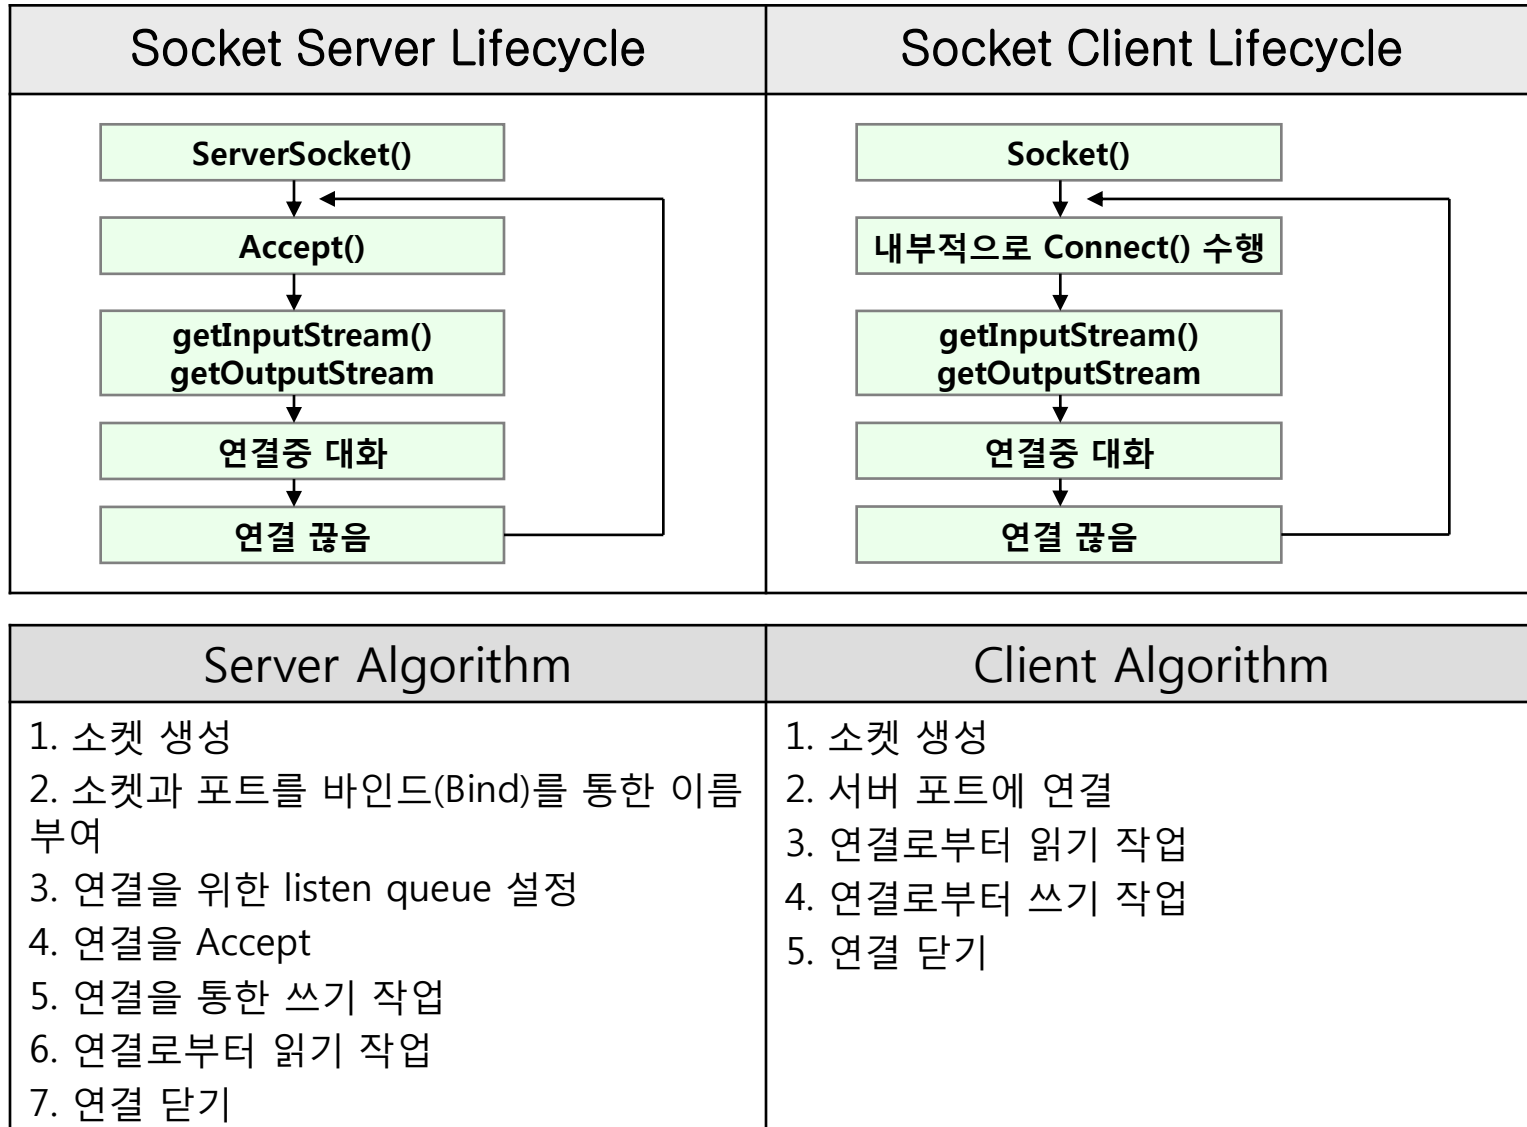 Socket Server Lifecycle
Socket Client Lifecycle
ServerSocket()
Accept()
getInputStream()
getOutputStream
연결중 대화
연결 끊음
Socket()
내부적으로 Connect() 수행
getInputStream()
getOutputStream
연결중 대화
연결 끊음
Server Algorithm
Client Algorithm
1. 소켓 생성
2. 소켓과 포트를 바인드(Bind)를 통한 이름
부여
3. 연결을 위한 listen queue 설정
4. 연결을 Accept
5. 연결을 통한 쓰기 작업
6. 연결로부터 읽기 작업
7. 연결 닫기
1. 소켓 생성
2. 서버 포트에 연결
3. 연결로부터 읽기 작업
4. 연결로부터 쓰기 작업
5. 연결 닫기